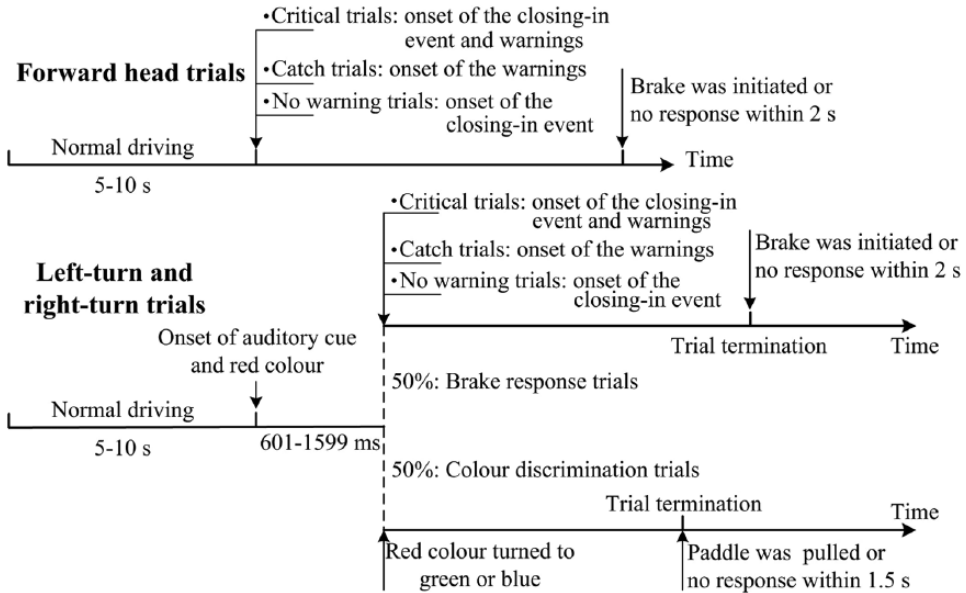 •Critical trials: onset of the closing-in
event and warnings
Forward head trials
•Catch trials: onset of the warnings
•No warning trials: onset of the
closing-in event
Brake was initiated or
no response within 2 s
Normal driving
Time
5-10 s
•Critical trials: onset of the closing-in
event and warnings
•Catch trials: onset of the warnings
•No warning trials: onset of the
closing-in event
Brake was initiated or
no response within 2 s
Left-turn and
right-turn trials
Onset of auditory cue
and red colour
Trial termination
Time
50%: Brake response trials
Normal driving
5-10 s
601-1599 ms
50%: Colour discrimination trials
Trial termination
Time
Red colour turned to
green or blue
Paddle was pulled or
no response within 1.5 s